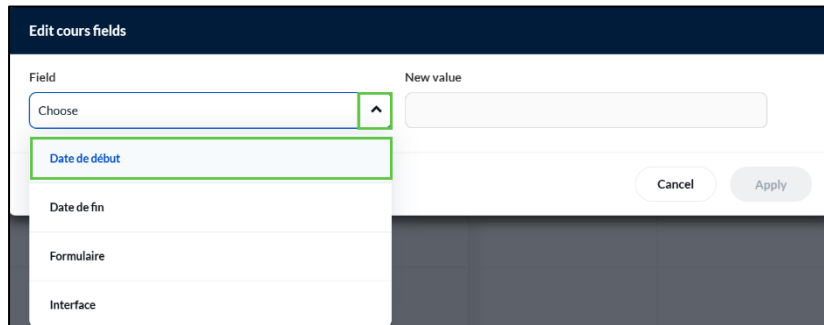 Edit cours fields
Field
New value
Choose
Date de début
Date de fin
Cancel
Apply
Formulaire
Interface